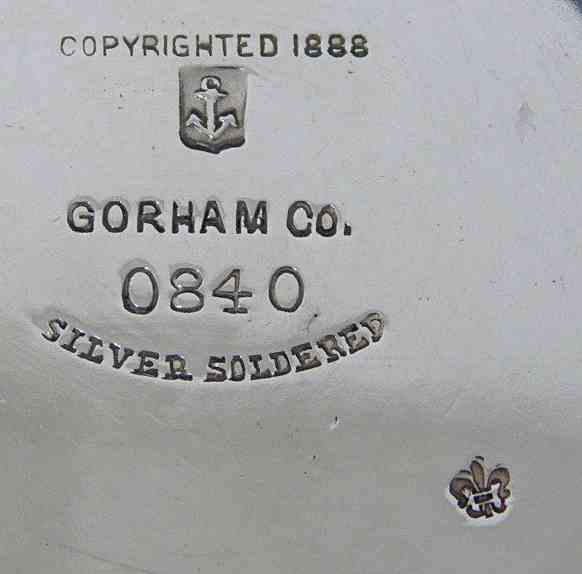 COPYRIGHTED 1888
GORHAM CO.
0840
SILVER SOLDERED